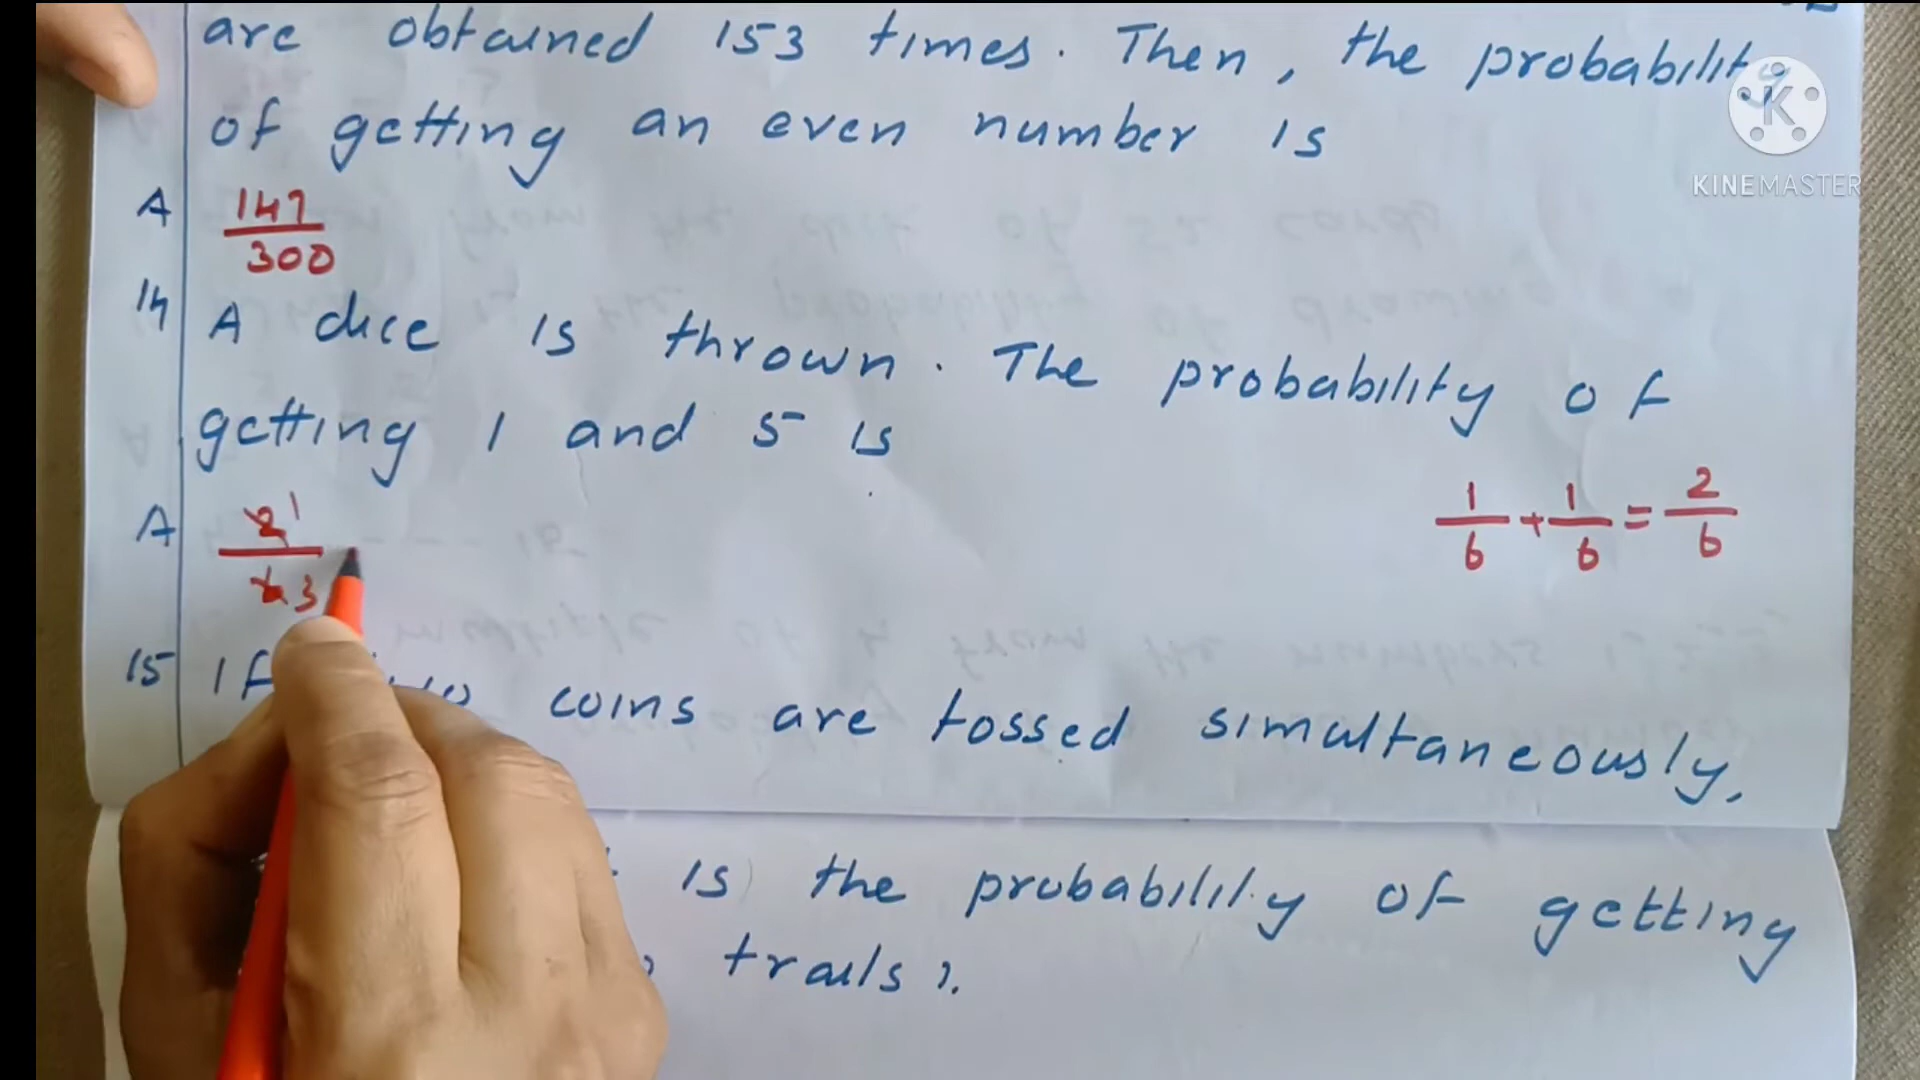 are obtained 153 times. Then, the probability
of getting an even number is
KINEMASTER
A 147/300
14 A dice is thrown. The probability of
getting 1 and 5 is
1/6 + 1/6 = 2/6
A 2 1 / 6 3
15 If coins are tossed simultaneously,
is the probability of getting
trails?